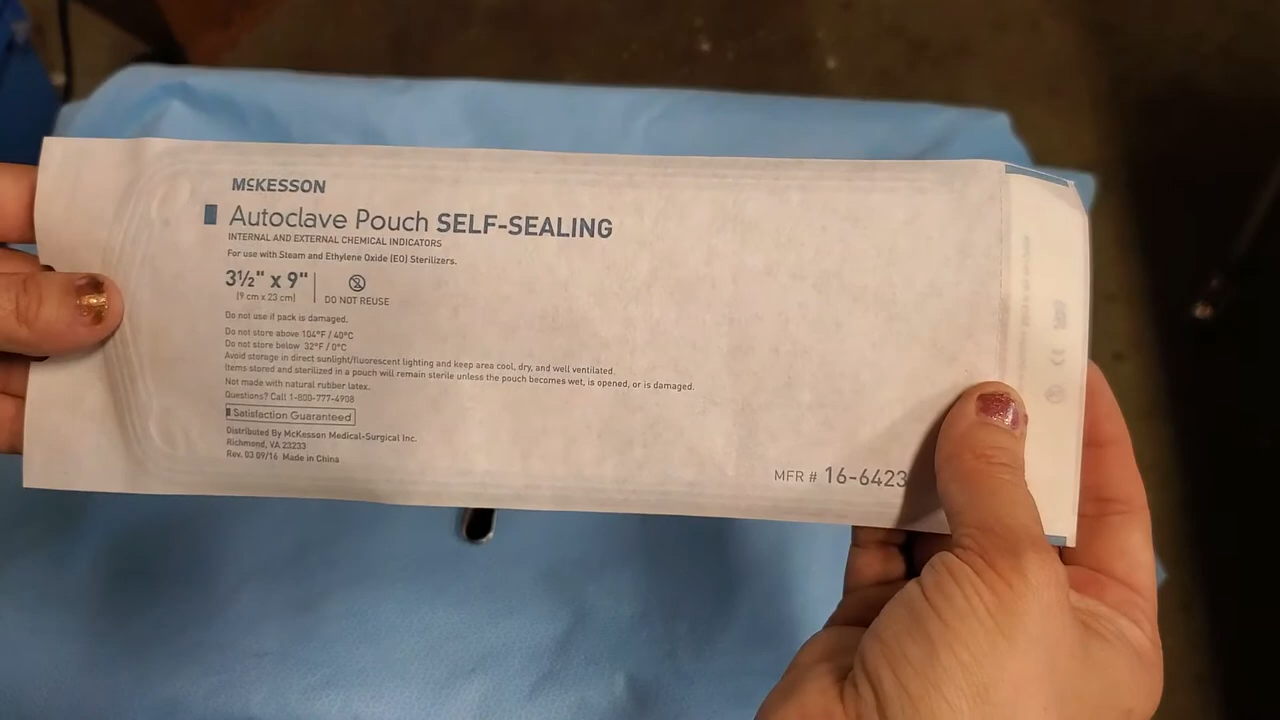 McKESSON
Autoclave Pouch SELF-SEALING
INTERNAL AND EXTERNAL CHEMICAL INDICATORS
For use with Steam and Ethylene Oxide (EO) Sterilizers.
3½" x 9"
(9 cm x 23 cm)
DO NOT REUSE
Do not use if pack is damaged.
Do not store above 104°F / 40°C
Do not store below 32°F / 0°C
Avoid storage in direct sunlight/fluorescent lighting and keep area cool, dry, and well ventilated.
Items stored and sterilized in a pouch will remain sterile unless the pouch becomes wet, is opened, or is damaged.
Not made with natural rubber latex.
Questions? Call 1-800-777-4908
Satisfaction Guaranteed
Distributed By McKesson Medical-Surgical Inc.
Richmond, VA 23233
Rev. 03 09/16 Made in China
MFR # 16-6423